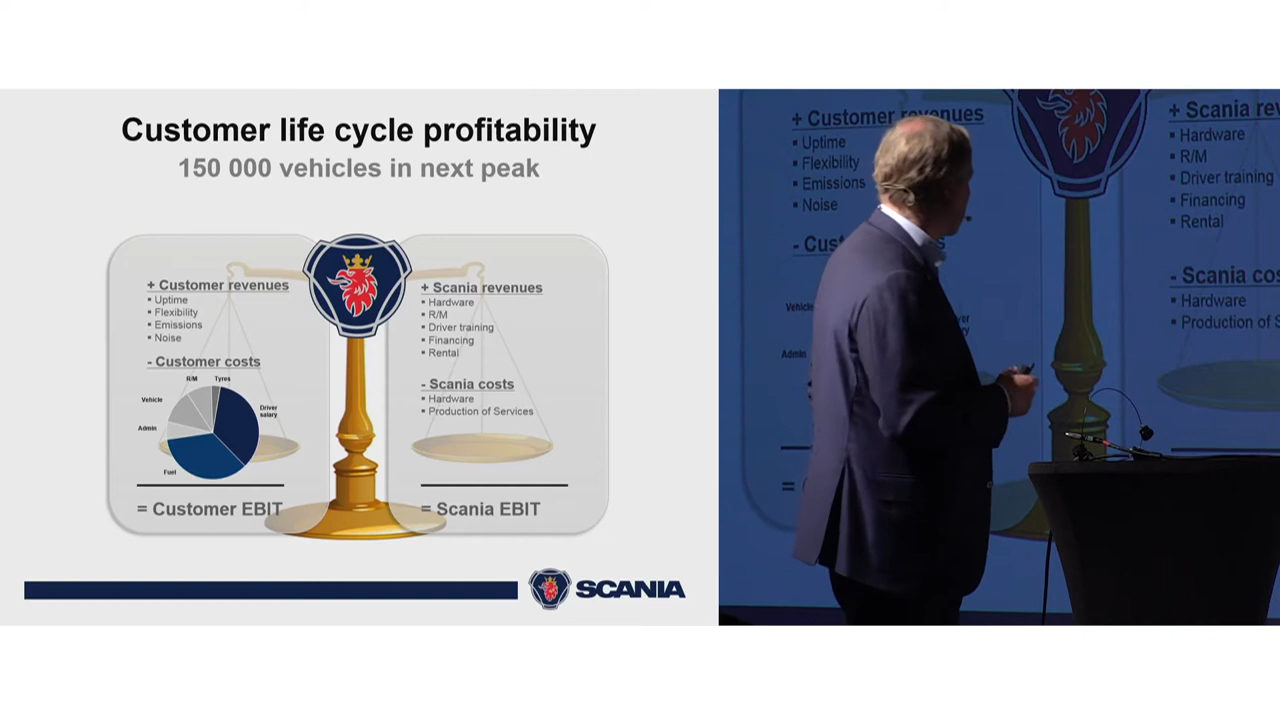 Customer life cycle profitability
150 000 vehicles in next peak
+ Customer revenues
▪ Uptime
▪ Flexibility
▪ Emissions
▪ Noise
- Customer costs
R/M
Tyres
Vehicle
Driver
salary
Admin
Fuel
= Customer EBIT
+ Scania revenues
▪ Hardware
▪ R/M
▪ Driver training
▪ Financing
▪ Rental
- Scania costs
▪ Hardware
▪ Production of Services
= Scania EBIT
SCANIA
+ Customer revenues
▪ Uptime
▪ Flexibility
▪ Emissions
▪ Noise
- Cus
Vehicle
Admin
=
+ Scania rev
▪ Hardware
▪ R/M
▪ Driver training
▪ Financing
▪ Rental
- Scania cos
▪ Hardware
▪ Production of S